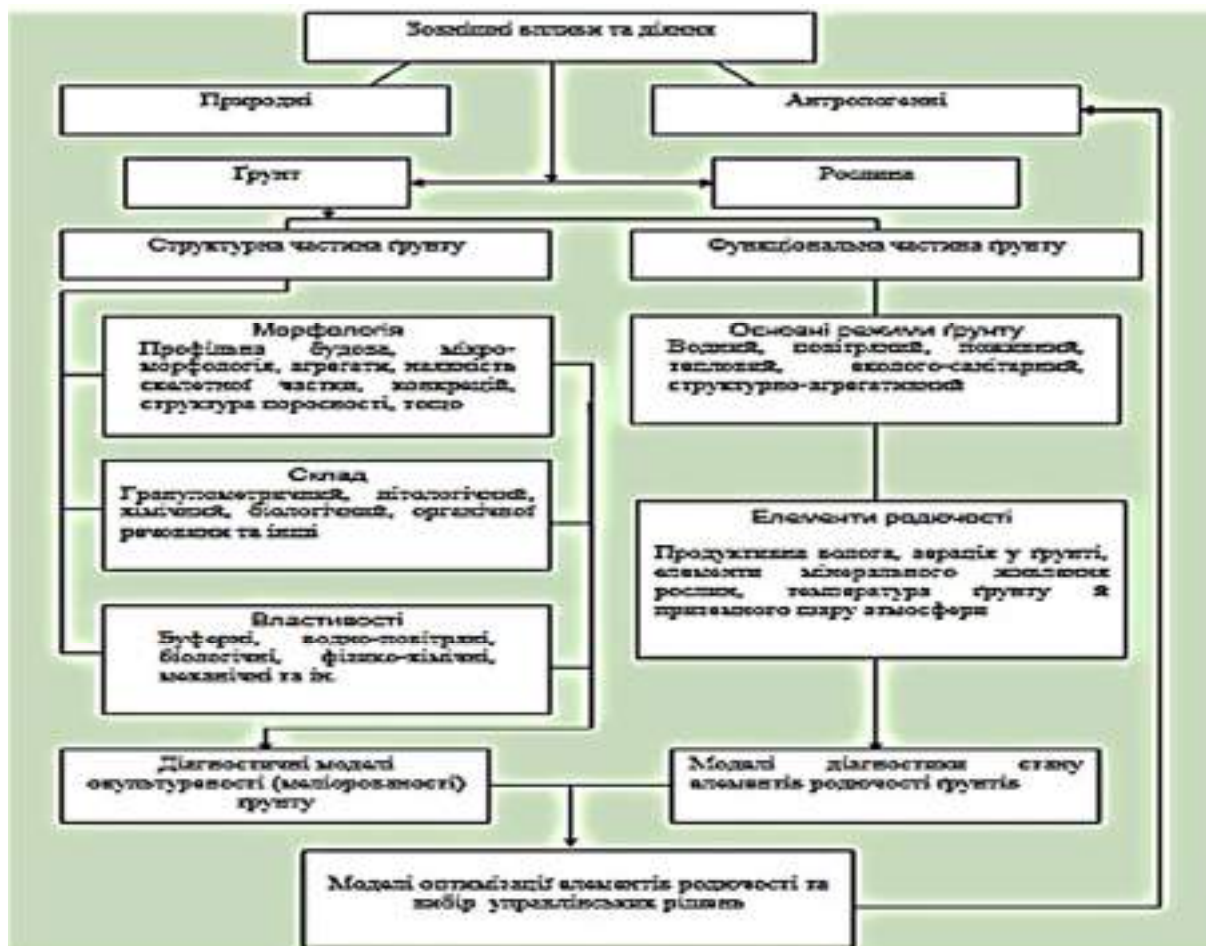 Зовнішні впливи та діяння
Природні
Антропогенні
Ґрунт
Рослина
Структурна частина ґрунту
Функціональна частина ґрунту
Морфологія
Профільна будова, мікро-
морфологія, агрегати, наявність
скелетної частки, конкрецій,
структура пороcності, тощо
Основні режими ґрунту
Водний, повітряний, поживний,
тепловий, еколого-санітарний,
структурно-агрегативний
Склад
Гранулометричний, літологічний,
хімічний, біологічний, органічної
речовини та інші
Елементи родючості
Продуктивна волога, аерація у ґрунті,
елементи мінерального живлення
рослин, температура ґрунту й
приземного шару атмосфери
Властивості
Буферні, водно-повітряні,
біологічні, фізико-хімічні,
механічні та ін.
Діагностичні моделі
окультуреності (меліорованості)
ґрунту
Моделі діагностики стану
елементів родючості ґрунтів
Моделі оптимізації елементів родючості та
вибір управлінських рішень